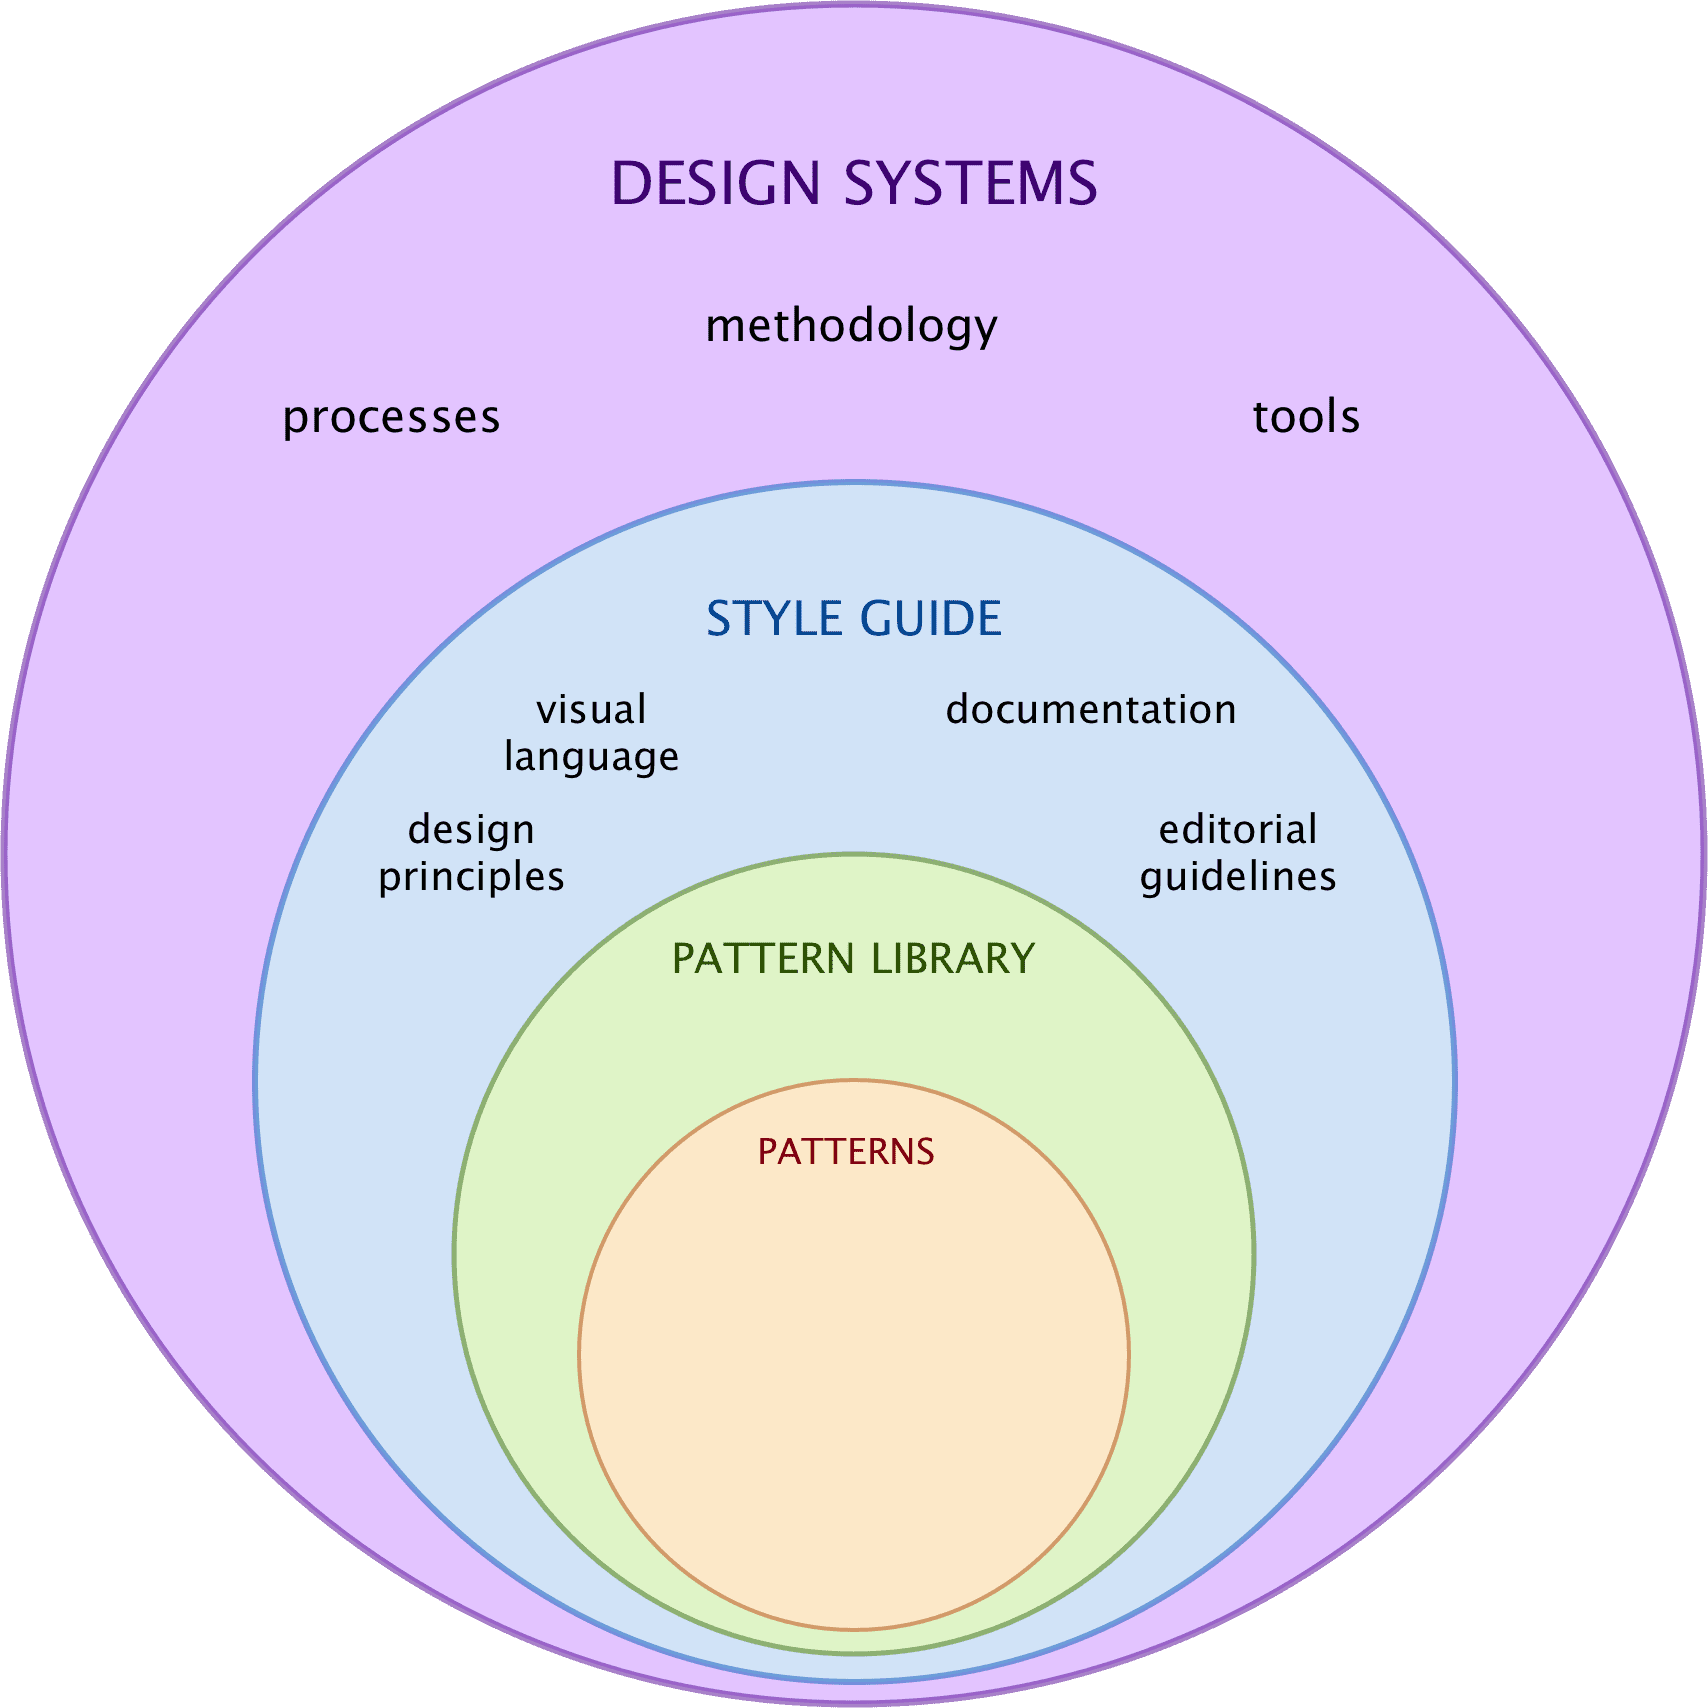 DESIGN SYSTEMS
methodology
processes
tools
STYLE GUIDE
visual
language
documentation
design
principles
editorial
guidelines
PATTERN LIBRARY
PATTERNS